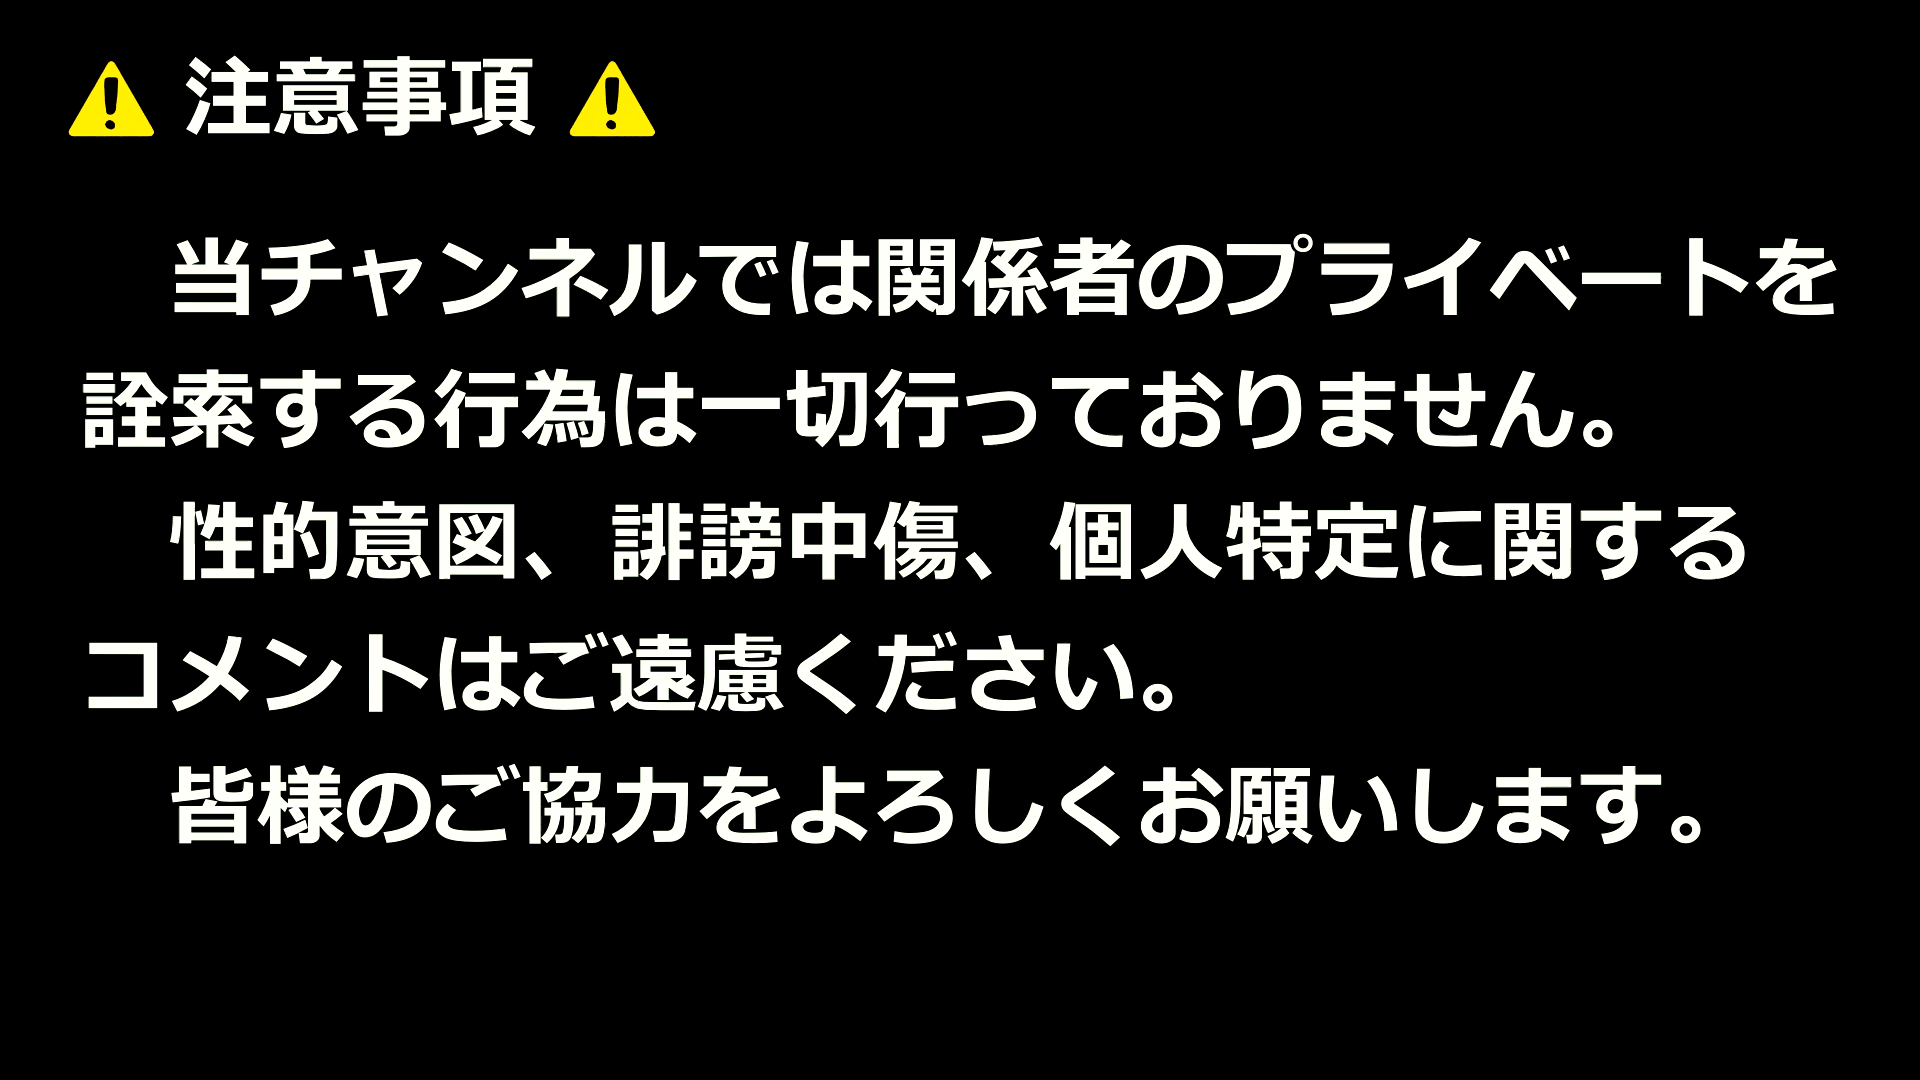 ⚠ 注意事項 ⚠
当チャンネルでは関係者のプライベートを
詮索する行為は一切行っておりません。
性的意図、誹謗中傷、個人特定に関する
コメントはご遠慮ください。
皆様のご協力をよろしくお願いします。